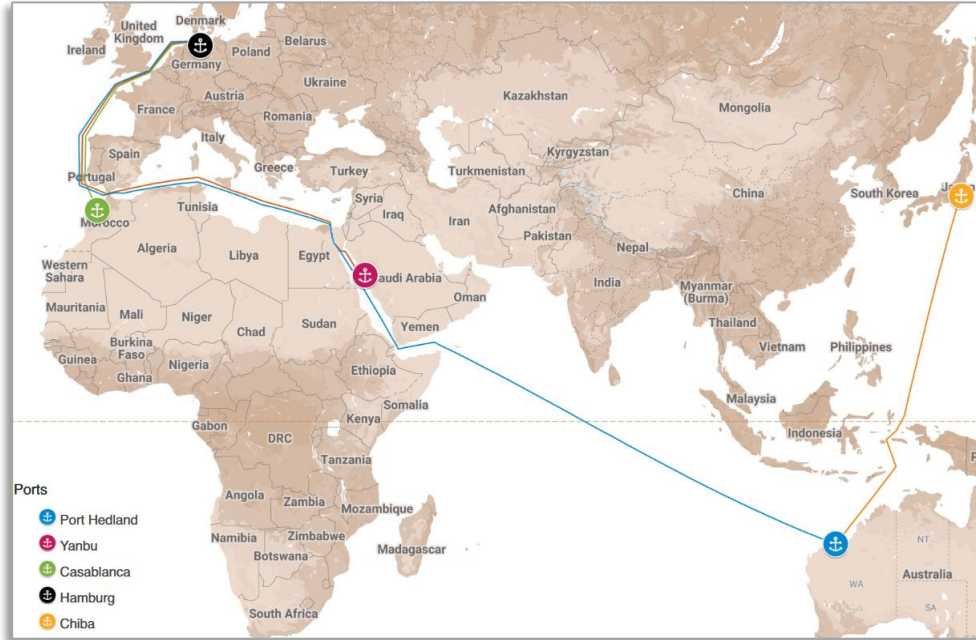 Denmark
United
Kingdom
Ireland
Belarus
Poland
Germany
Ukraine
Austria
France
Romania
Kazakhstan
Mongolia
Italy
Spain
Kyrgyzstan
Portugal
Greece
Turkey
Turkmenistan
China
South Korea
Syria
Iraq
Iran
Afghanistan
Tunisia
Morocco
Pakistan
Nepal
Algeria
Libya
Egypt
Saudi Arabia
Western
Sahara
India
Myanmar
(Burma)
Oman
Mauritania
Mali
Niger
Chad
Sudan
Yemen
Thailand
Vietnam
Philippines
Burkina
Faso
Guinea
Nigeria
Ghana
Ethiopia
Malaysia
Somalia
Kenya
Gabon
DRC
Indonesia
Tanzania
Ports
Angola
Zambia
Mozambique
Port Hedland
Namibia
Zimbabwe
Madagascar
NT
Yanbu
Botswana
Australia
WA
Casablanca
Hamburg
South Africa
SA
Chiba